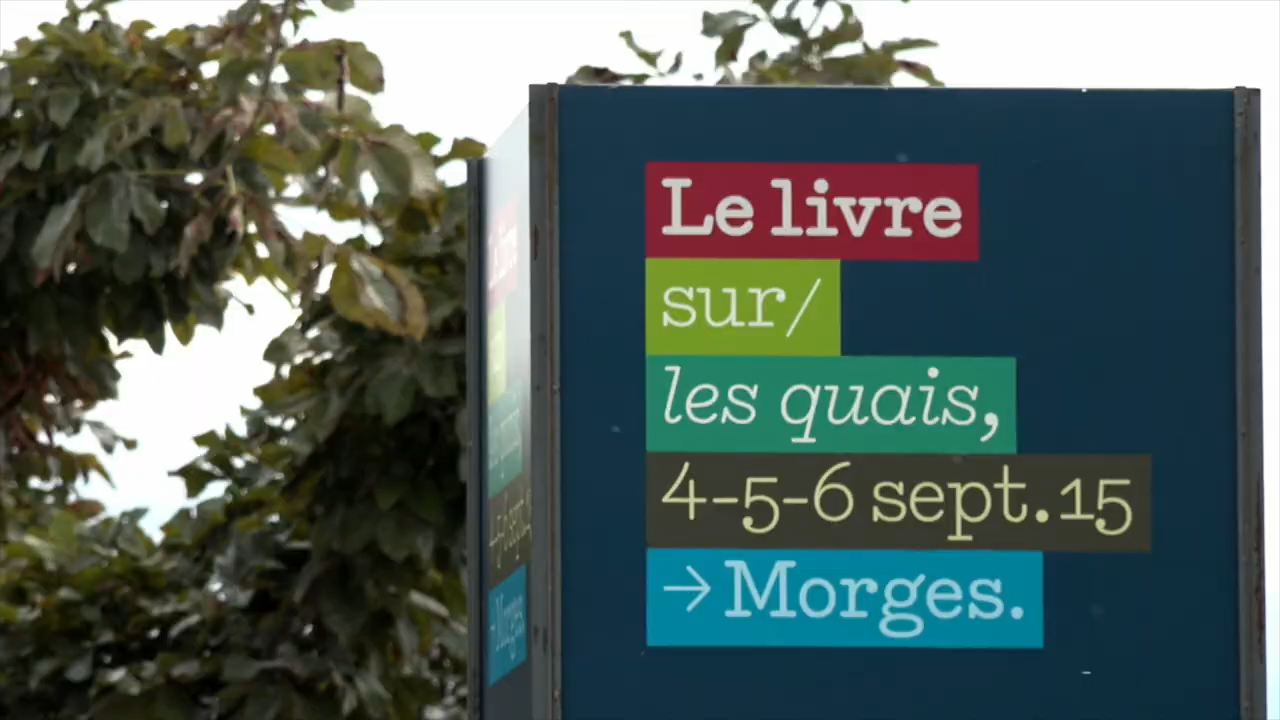 Le livre
sur/
les quais,
4-5-6 sept. 15
→ Morges.